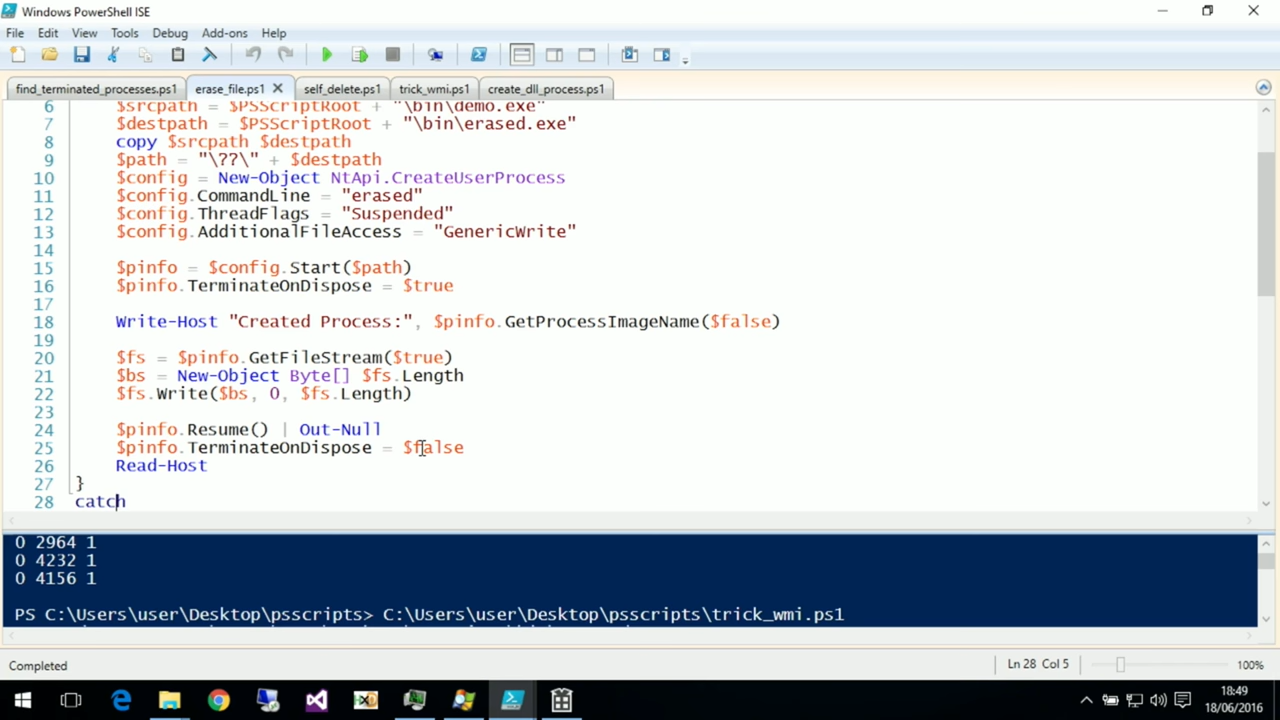 Windows PowerShell ISE
File Edit View Tools Debug Add-ons Help
find_terminated_processes.ps1 erase_file.ps1 self_delete.ps1 trick_wmi.ps1 create_dll_process.ps1
6 $srcpath = $PSScriptRoot + "\bin\demo.exe"
7 $destpath = $PSScriptRoot + "\bin\erased.exe"
8 copy $srcpath $destpath
9 $path = "\??\" + $destpath
10 $config = New-Object NtApi.CreateUserProcess
11 $config.CommandLine = "erased"
12 $config.ThreadFlags = "Suspended"
13 $config.AdditionalFileAccess = "GenericWrite"
14
15 $pinfo = $config.Start($path)
16 $pinfo.TerminateOnDispose = $true
17
18 Write-Host "Created Process:", $pinfo.GetProcessImageName($false)
19
20 $fs = $pinfo.GetFileStream($true)
21 $bs = New-Object Byte[] $fs.Length
22 $fs.Write($bs, 0, $fs.Length)
23
24 $pinfo.Resume() | Out-Null
25 $pinfo.TerminateOnDispose = $false
26 Read-Host
27 }
28 catch
0 2964 1
0 4232 1
0 4156 1
PS C:\Users\user\Desktop\psscripts> C:\Users\user\Desktop\psscripts\trick_wmi.ps1
Completed
Ln 28 Col 5
100%
18:49
18/06/2016